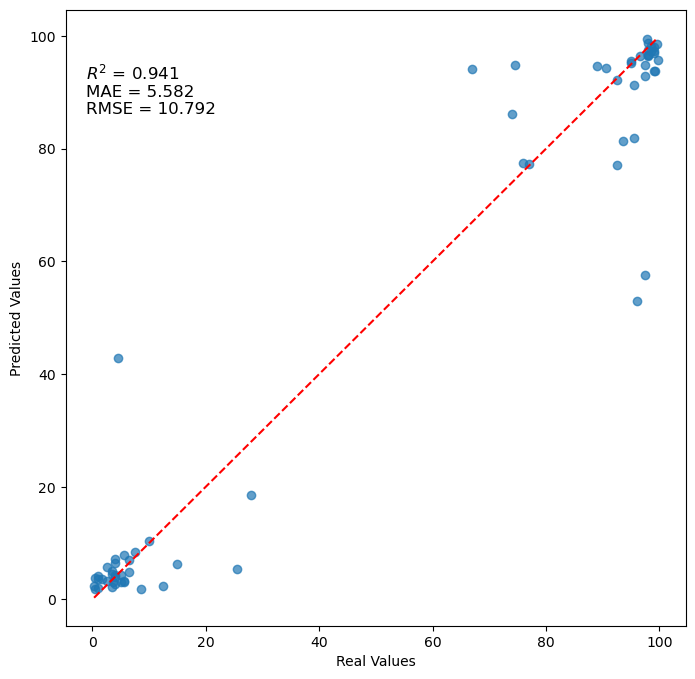 R² = 0.941
MAE = 5.582
RMSE = 10.792
Predicted Values
100
80
60
40
20
0
0 20 40 60 80 100
Real Values